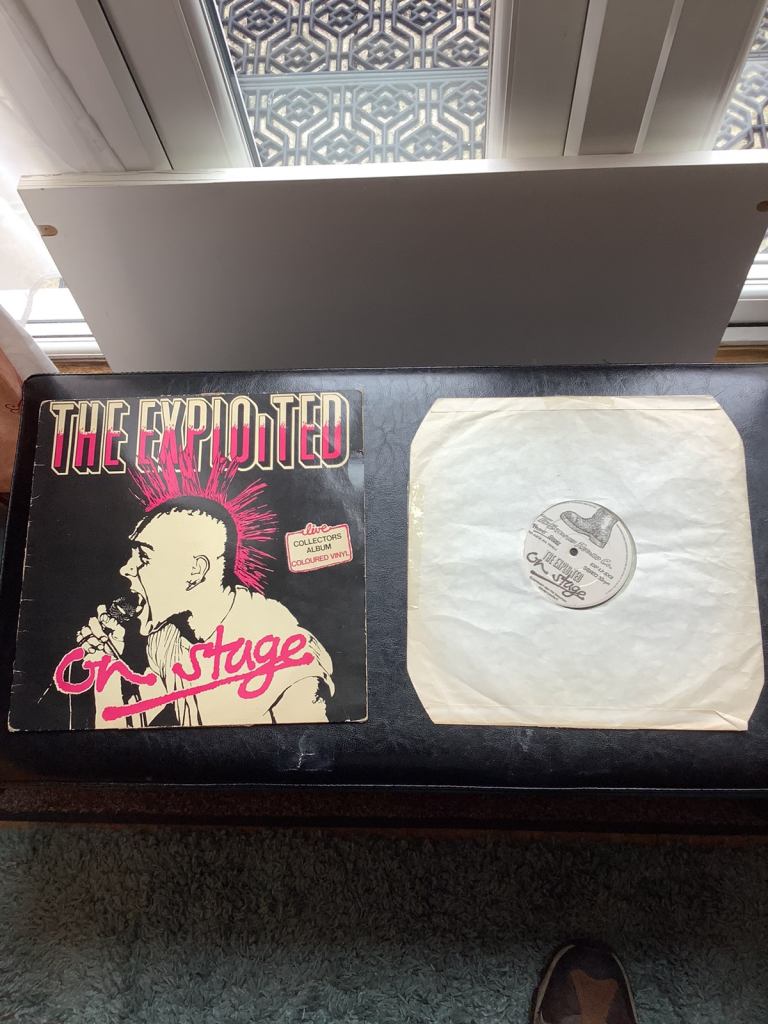 THE EXPLOITED
live
COLLECTORS
ALBUM
COLOURED VINYL
on stage
THE EXPLOITED
on stage